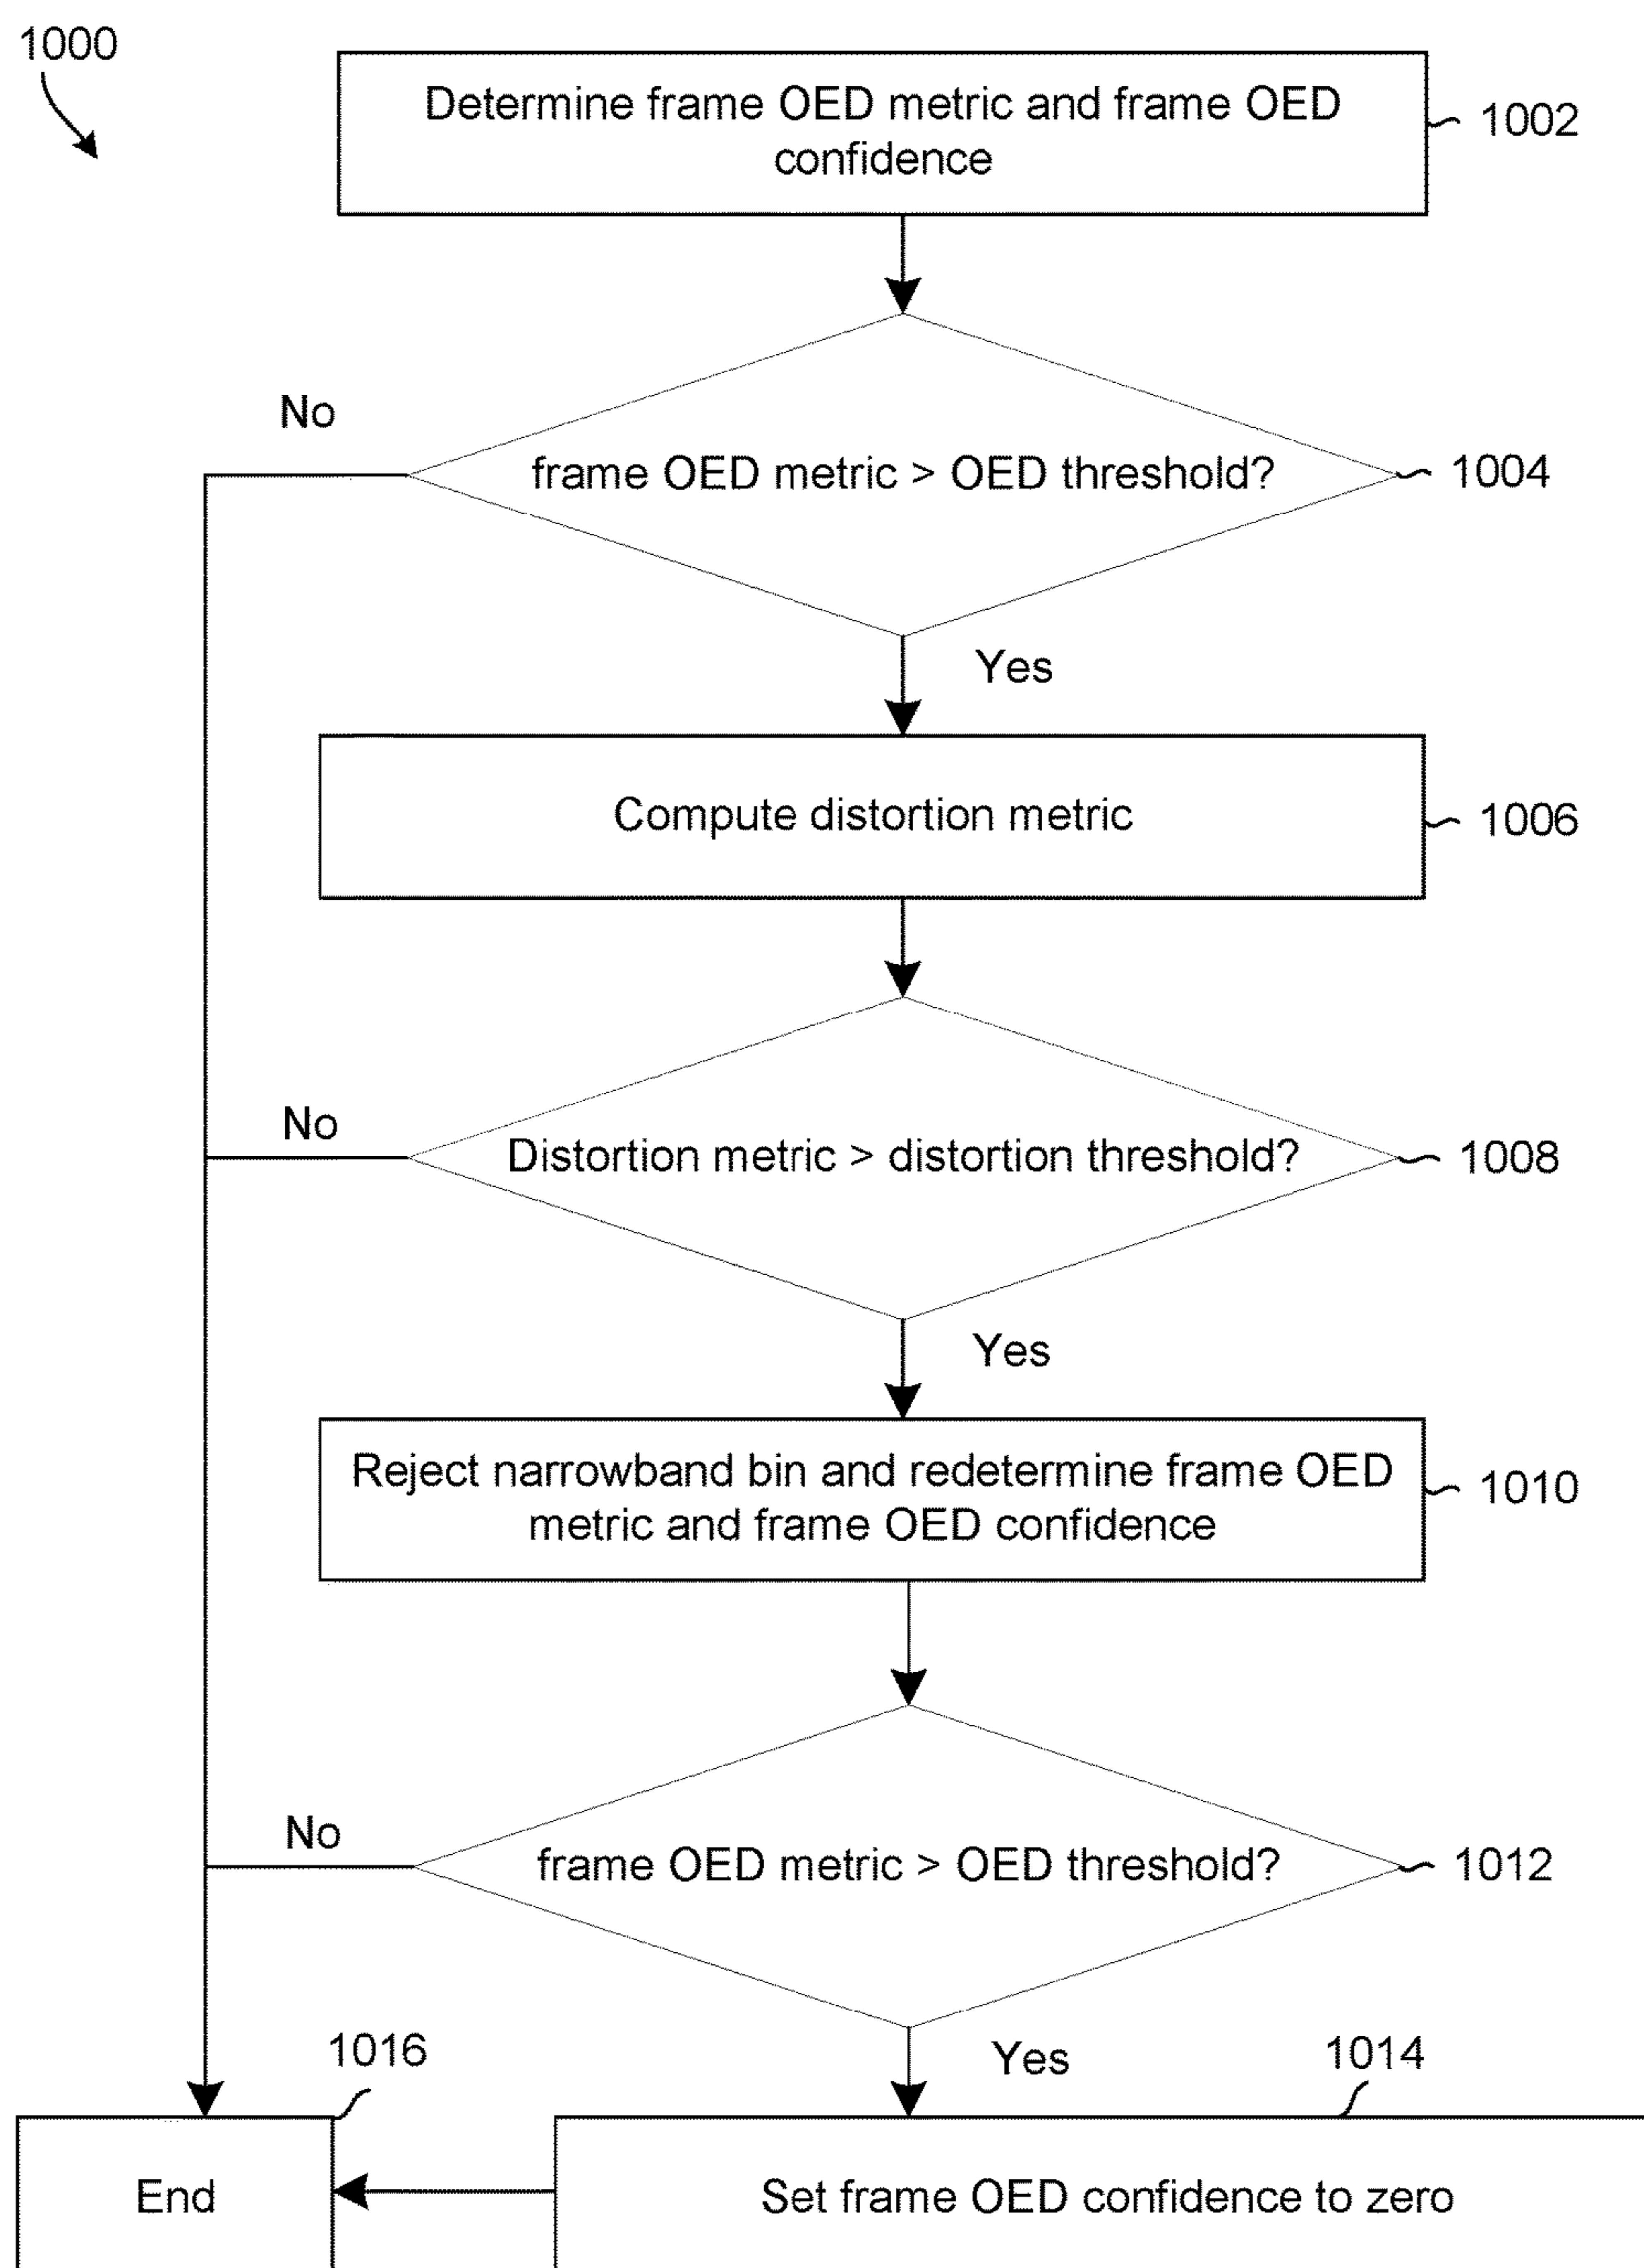 1000
Determine frame OED metric and frame OED
confidence
1002
No
frame OED metric > OED threshold?
1004
Yes
Compute distortion metric
1006
No
Distortion metric > distortion threshold?
1008
Yes
Reject narrowband bin and redetermine frame OED
metric and frame OED confidence
1010
No
frame OED metric > OED threshold?
1012
Yes
1016
1014
End
Set frame OED confidence to zero